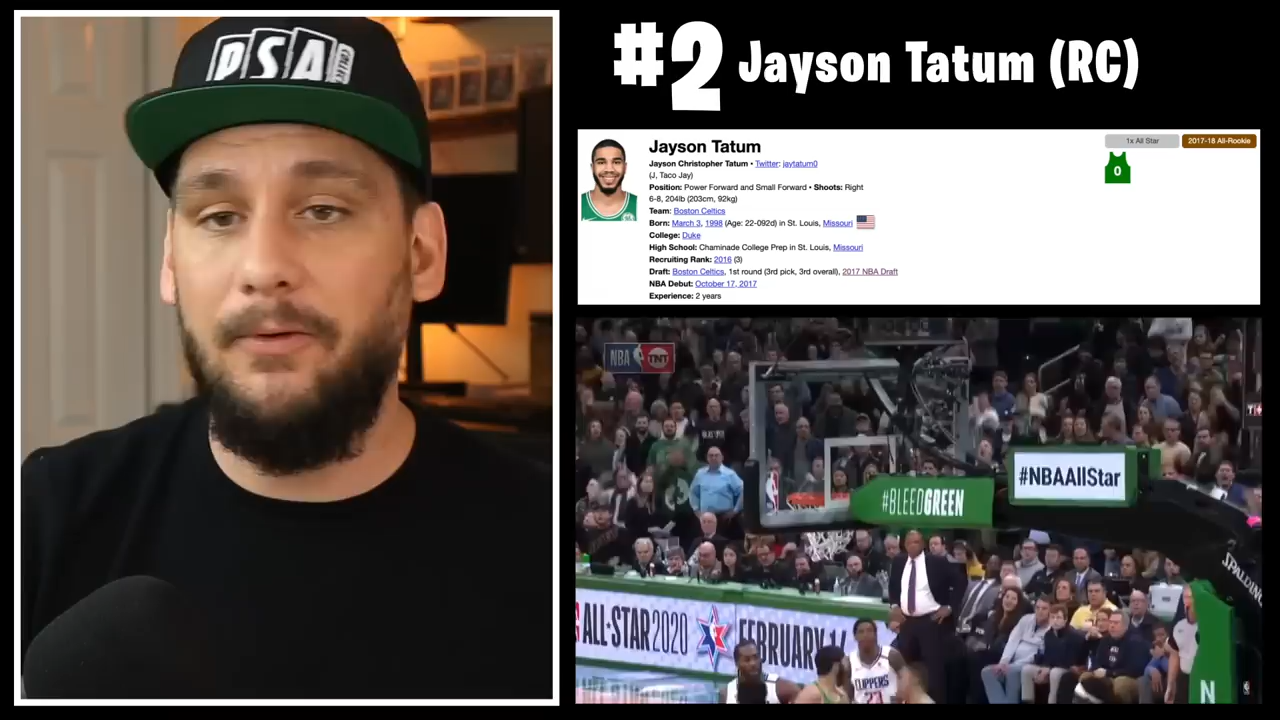 #2 Jayson Tatum (RC)
PSA
Jayson Tatum
Jayson Christopher Tatum • Twitter: jaytatum0
(J, Taco Jay)
Position: Power Forward and Small Forward • Shoots: Right
6-8, 204lb (203cm, 92kg)
Team: Boston Celtics
Born: March 3, 1998 (Age: 22-092d) in St. Louis, Missouri
College: Duke
High School: Chaminade College Prep in St. Louis, Missouri
Recruiting Rank: 2016 (3)
Draft: Boston Celtics, 1st round (3rd pick, 3rd overall), 2017 NBA Draft
NBA Debut: October 17, 2017
Experience: 2 years
1x All Star
2017-18 All-Rookie
0
NBA TNT
#NBAAllStar
#BLEEDGREEN
SPALDING
ALL-STAR 2020 FEBRUARY
CLIPPERS
N